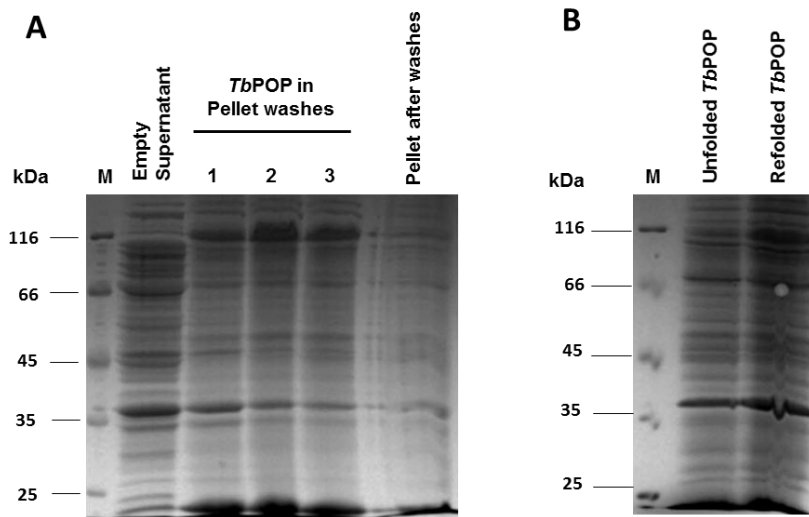 A
B
Empty
Supernatant
TbPOP in
Pellet washes
Pellet after washes
Unfolded TbPOP
Refolded TbPOP
kDa
M
1
2
3
116
66
45
35
25
kDa
M
116
66
45
35
25